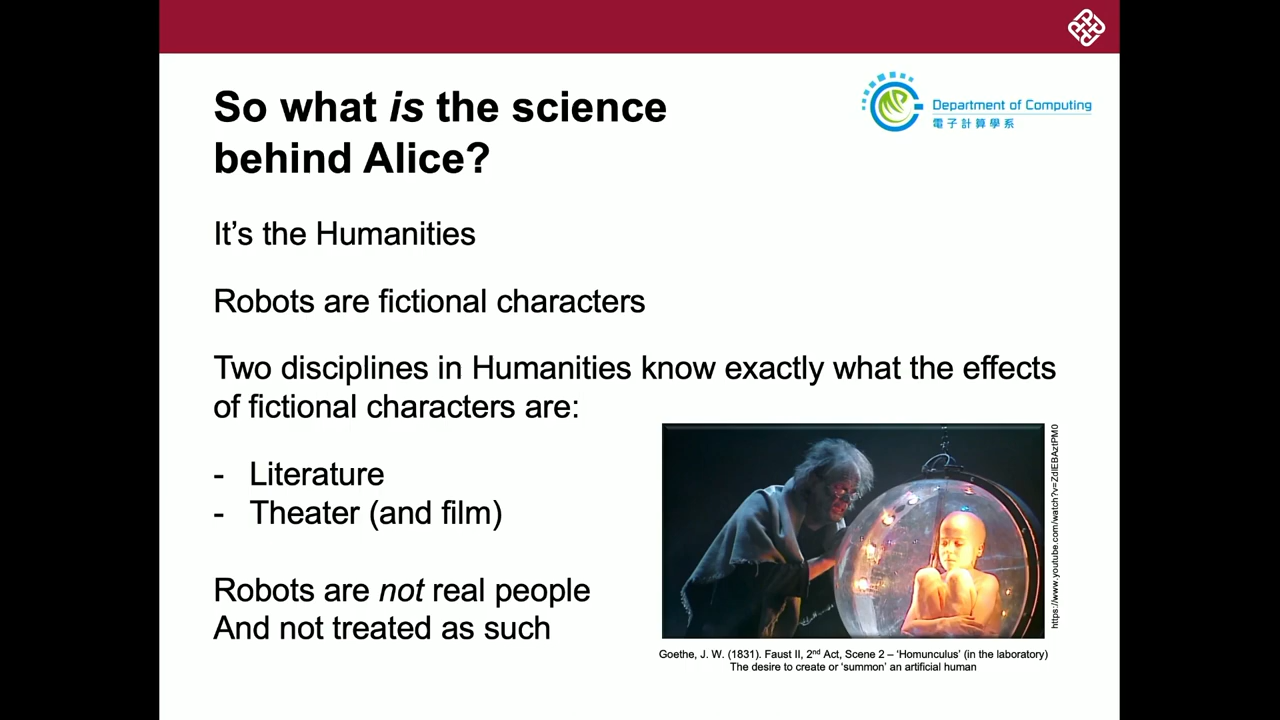 So what is the science
behind Alice?
Department of Computing
電子計算學系
It's the Humanities
Robots are fictional characters
Two disciplines in Humanities know exactly what the effects
of fictional characters are:
- Literature
- Theater (and film)
Robots are not real people
And not treated as such
https://www.youtube.com/watch?v=ZdIEBAztPM0
Goethe, J. W. (1831). Faust II, 2nd Act, Scene 2 – 'Homunculus' (in the laboratory)
The desire to create or 'summon' an artificial human